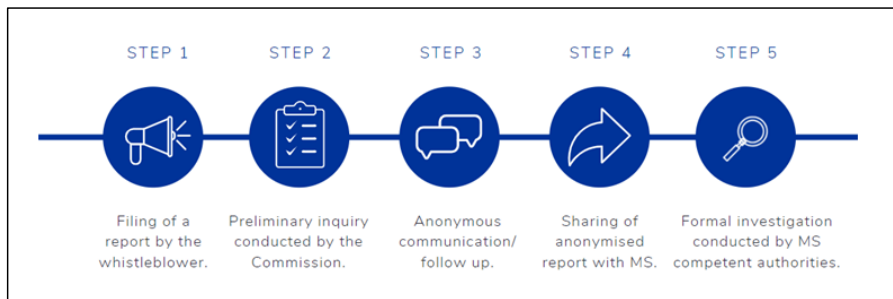 STEP 1
STEP 2
STEP 3
STEP 4
STEP 5
Filing of a
report by the
whistleblower.
Preliminary inquiry
conducted by the
Commission.
Anonymous
communication/
follow up.
Sharing of
anonymised
report with MS.
Formal investigation
conducted by MS
competent authorities.